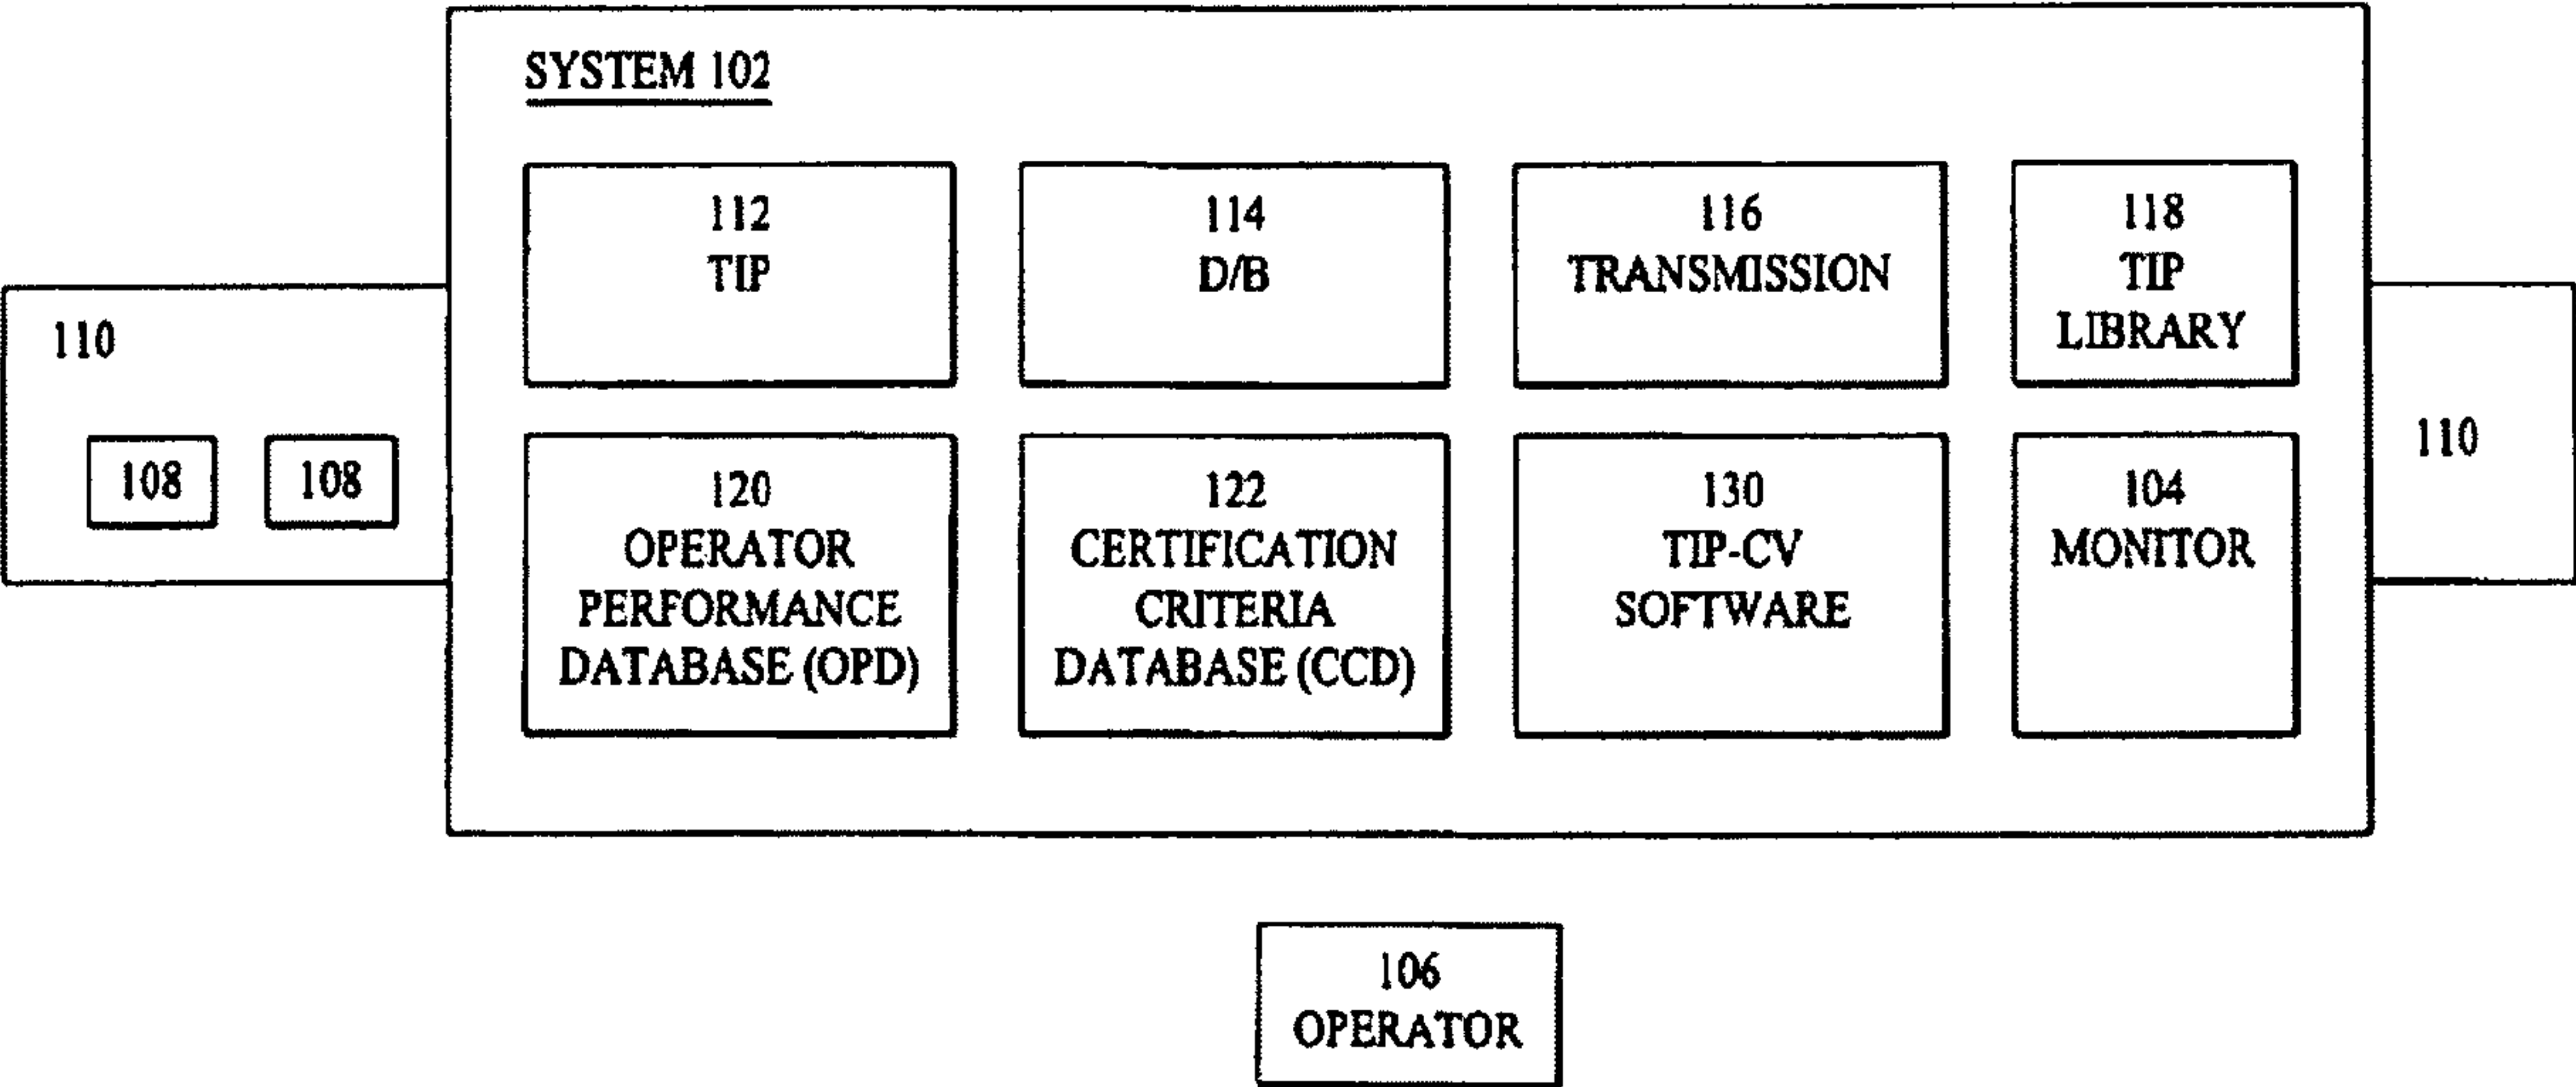 SYSTEM 102
112
TIP
114
D/B
116
TRANSMISSION
118
TIP
LIBRARY
110
108
108
120
OPERATOR
PERFORMANCE
DATABASE (OPD)
122
CERTIFICATION
CRITERIA
DATABASE (CCD)
130
TIP-CV
SOFTWARE
104
MONITOR
110
106
OPERATOR